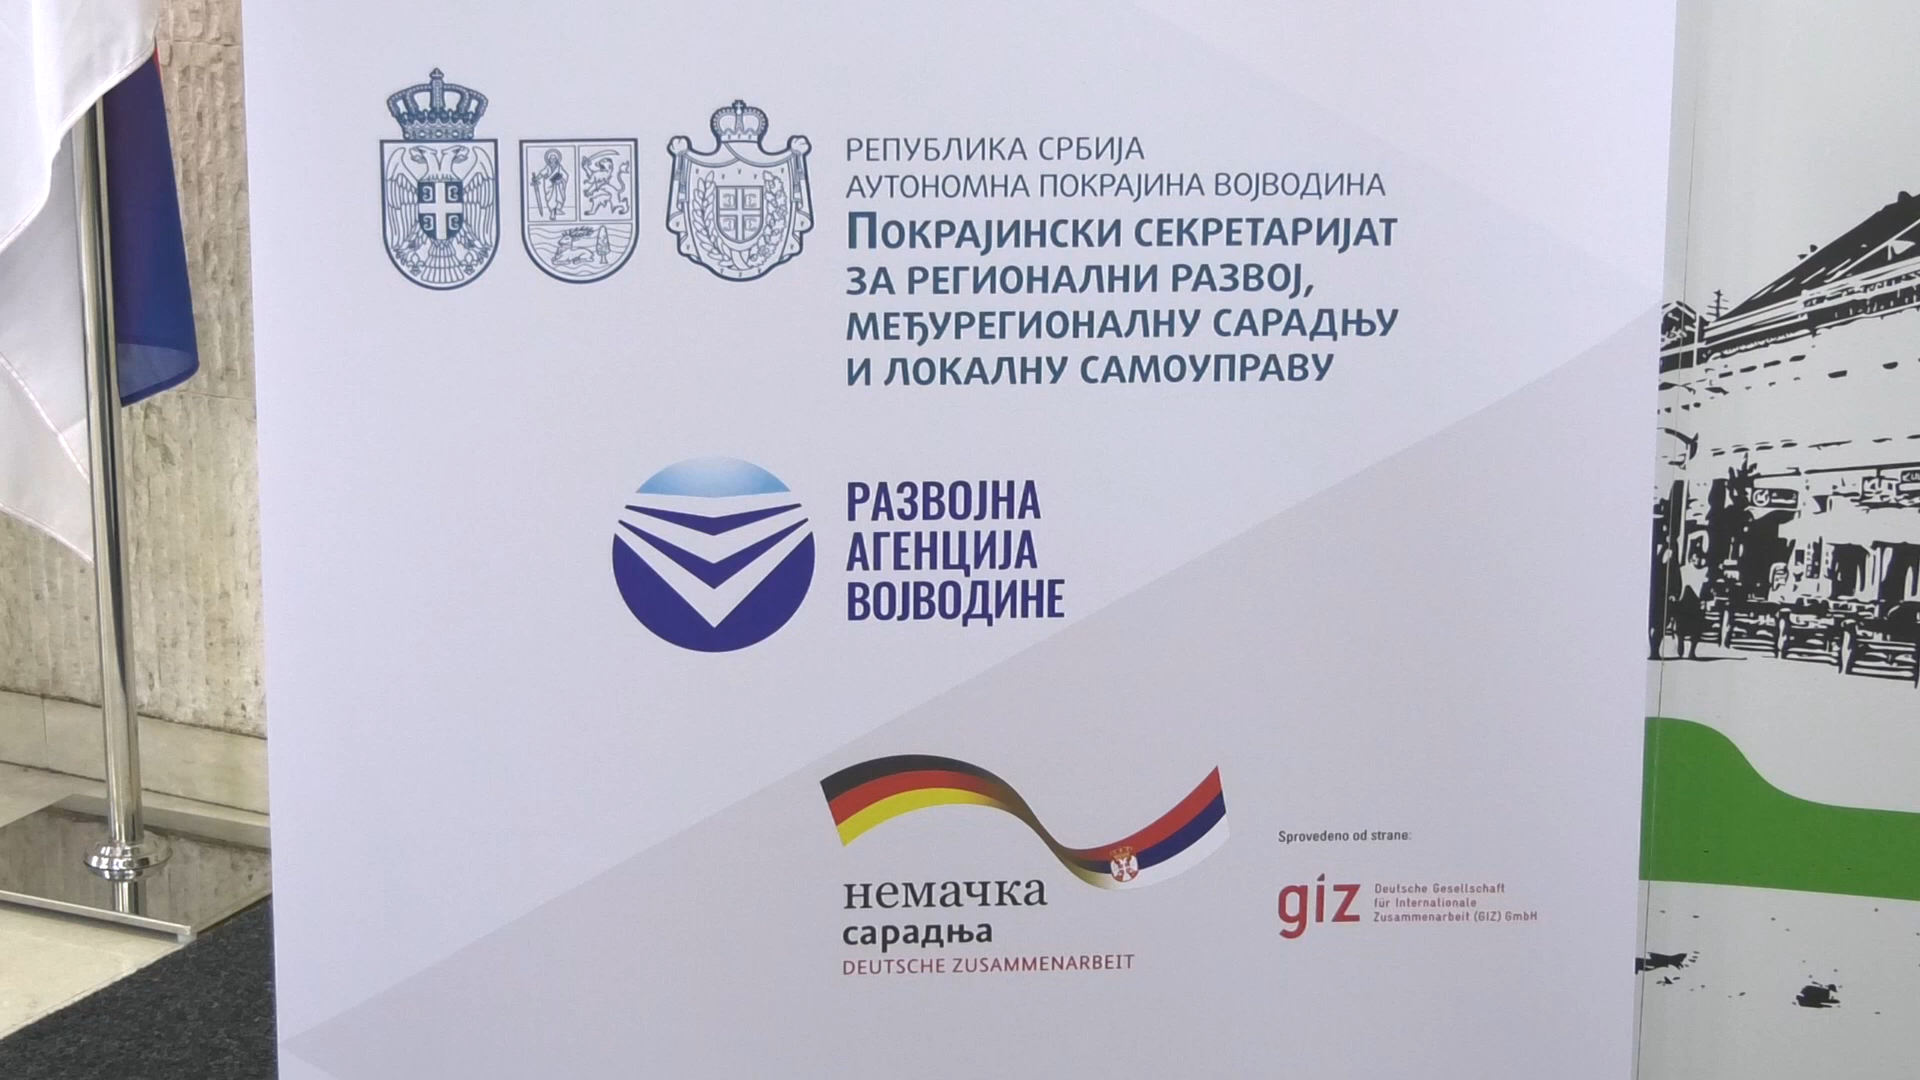 РЕПУБЛИКА СРБИЈА
АУТОНОМНА ПОКРАЈИНА ВОЈВОДИНА
ПОКРАЈИНСКИ СЕКРЕТАРИЈАТ
ЗА РЕГИОНАЛНИ РАЗВОЈ,
МЕЂУРЕГИОНАЛНУ САРАДЊУ
И ЛОКАЛНУ САМОУПРАВУ
РАЗВОЈНА
АГЕНЦИЈА
ВОЈВОДИНЕ
немачка
сарадња
DEUTSCHE ZUSAMMENARBEIT
Sprovedeno od strane:
giz
Deutsche Gesellschaft
für Internationale
Zusammenarbeit (GIZ) GmbH